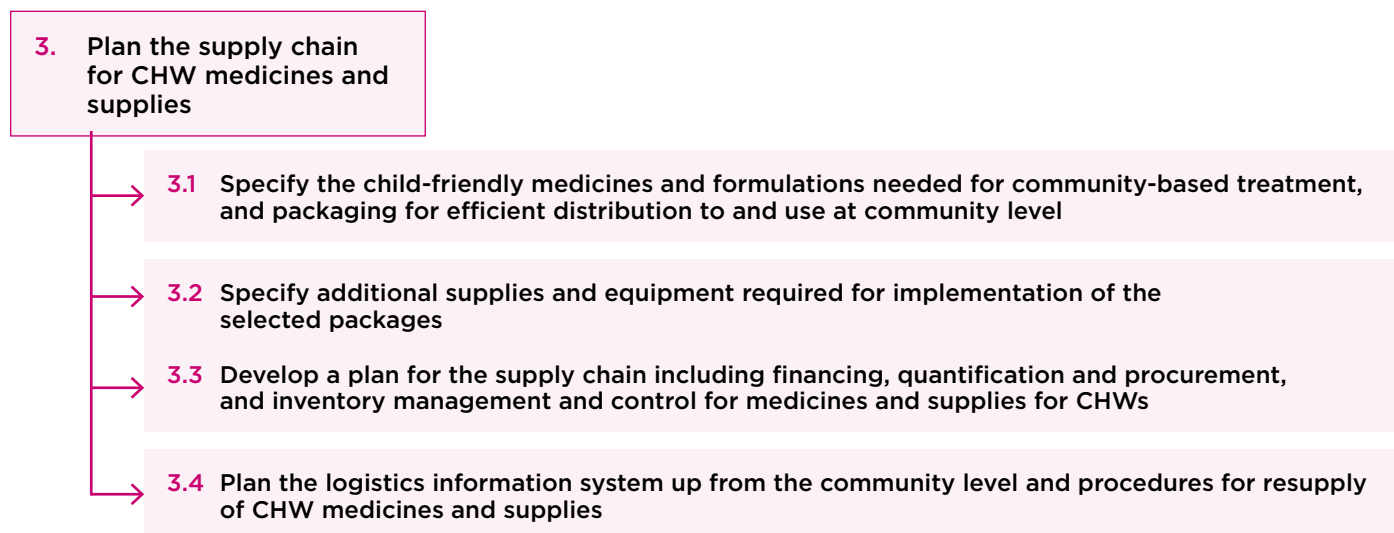 3. Plan the supply chain
for CHW medicines and
supplies
3.1 Specify the child-friendly medicines and formulations needed for community-based treatment,
and packaging for efficient distribution to and use at community level
3.2 Specify additional supplies and equipment required for implementation of the
selected packages
3.3 Develop a plan for the supply chain including financing, quantification and procurement,
and inventory management and control for medicines and supplies for CHWs
3.4 Plan the logistics information system up from the community level and procedures for resupply
of CHW medicines and supplies